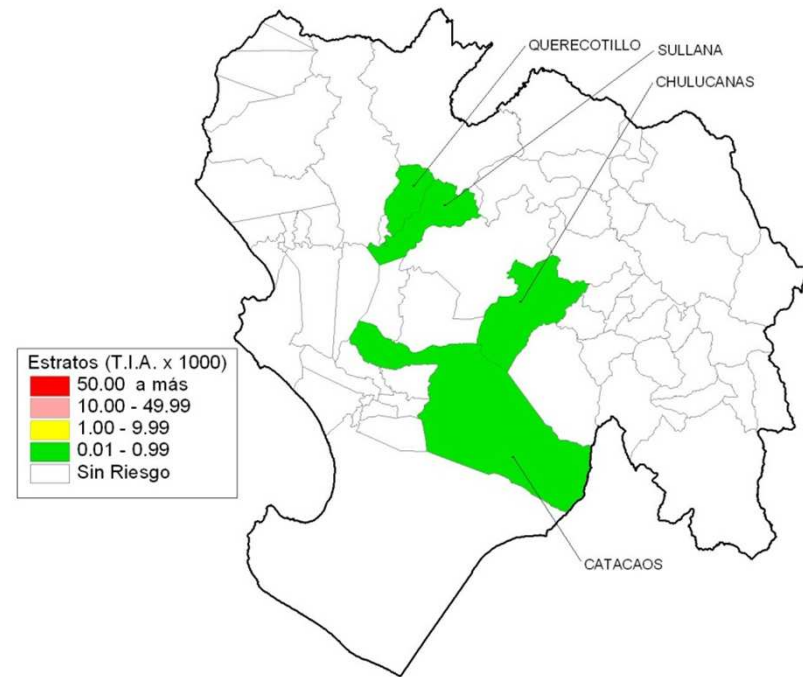 QUERECOTILLO
SULLANA
CHULUCANAS
Estratos (T.I.A. x 1000)
50.00 a más
10.00 - 49.99
1.00 - 9.99
0.01 - 0.99
Sin Riesgo
CATACAOS